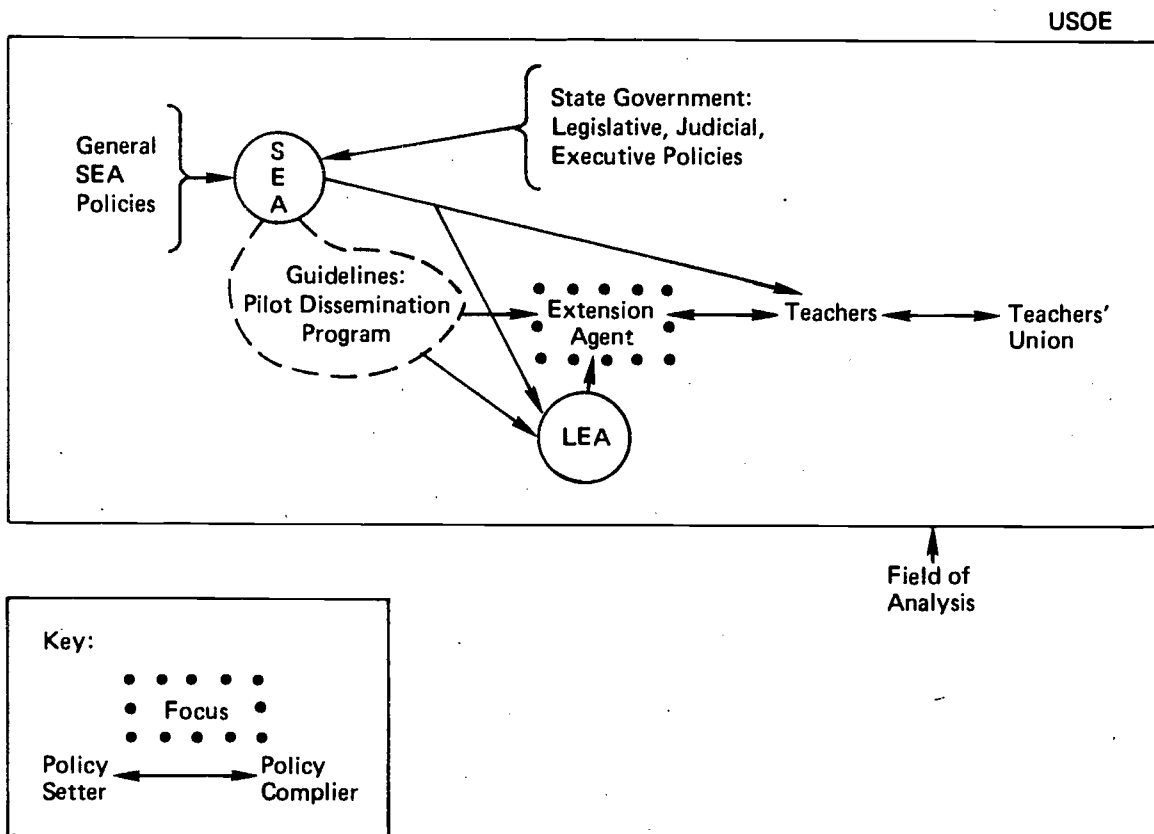 USOE
General
SEA
Policies
S
E
A
State Government:
Legislative, Judicial,
Executive Policies
Guidelines:
Pilot Dissemination
Program
Extension
Agent
Teachers
Teachers'
Union
LEA
Field of
Analysis
Key:
Focus
Policy
Setter
Policy
Complier